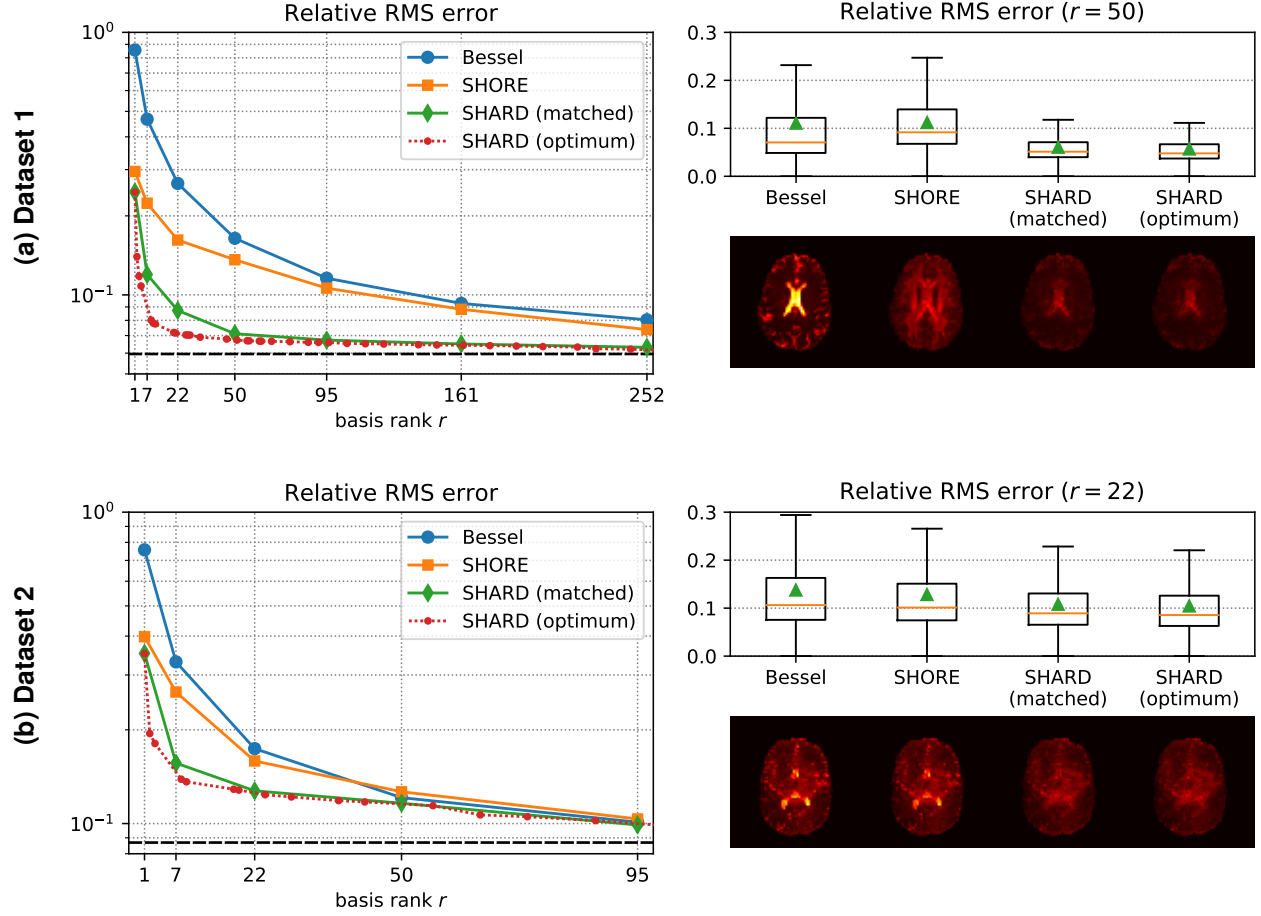 (a) Dataset 1
Relative RMS error
10⁰
10⁻¹
Bessel
SHORE
SHARD (matched)
SHARD (optimum)
17 22 50 95 161 252
basis rank r
Relative RMS error (r = 50)
0.3
0.2
0.1
0.0
Bessel SHORE SHARD (matched) SHARD (optimum)
(b) Dataset 2
Relative RMS error
10⁰
10⁻¹
Bessel
SHORE
SHARD (matched)
SHARD (optimum)
1 7 22 50 95
basis rank r
Relative RMS error (r = 22)
0.3
0.2
0.1
0.0
Bessel SHORE SHARD (matched) SHARD (optimum)